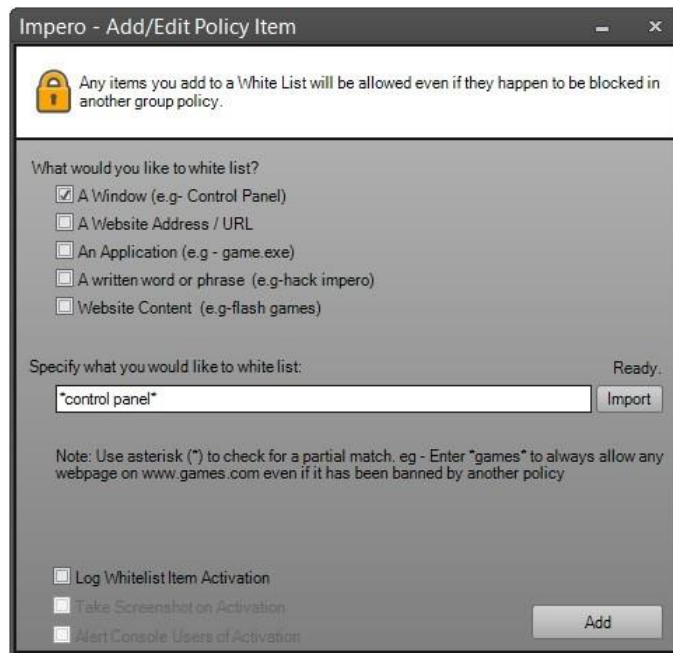 Impero - Add/Edit Policy Item
Any items you add to a White List will be allowed even if they happen to be blocked in
another group policy.
What would you like to white list?
A Window (e.g- Control Panel)
A Website Address / URL
An Application (e.g - game.exe)
A written word or phrase (e.g-hack impero)
Website Content (e.g-flash games)
Specify what you would like to white list:
Ready.
*control panel*
Import
Note: Use asterisk (*) to check for a partial match. eg - Enter *games* to always allow any
webpage on www.games.com even if it has been banned by another policy
Log Whitelist Item Activation
Take Screenshot on Activation
Alert Console Users of Activation
Add